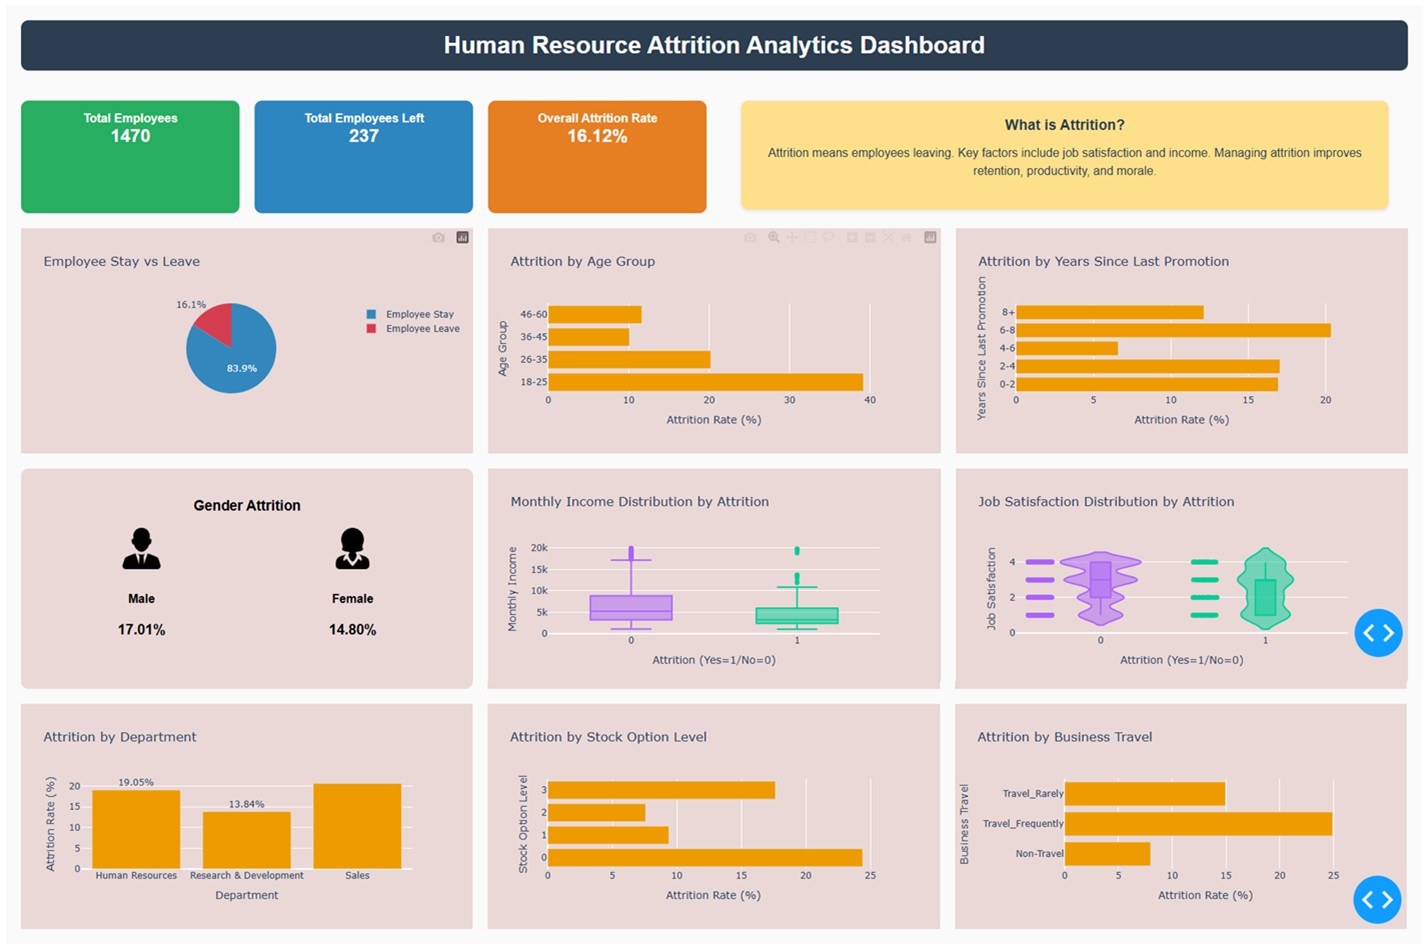 Human Resource Attrition Analytics Dashboard
Total Employees
1470
Total Employees Left
237
Overall Attrition Rate
16.12%
What is Attrition?
Attrition means employees leaving. Key factors include job satisfaction and income. Managing attrition improves
retention, productivity, and morale.
Employee Stay vs Leave
16.1%
83.9%
Employee Stay
Employee Leave
Attrition by Age Group
Age Group
46-60
36-45
26-35
18-25
0 10 20 30 40
Attrition Rate (%)
Attrition by Years Since Last Promotion
Years Since Last Promotion
8+
6-8
4-6
2-4
0-2
0 5 10 15 20
Attrition Rate (%)
Gender Attrition
Male
17.01%
Female
14.80%
Monthly Income Distribution by Attrition
Monthly Income
20k
15k
10k
5k
0
0 1
Attrition (Yes=1/No=0)
Job Satisfaction Distribution by Attrition
Job Satisfaction
4
2
0
0 1
Attrition (Yes=1/No=0)
Attrition by Department
Attrition Rate (%)
20
15
10
5
0
19.05%
13.84%
Human Resources Research & Development Sales
Department
Attrition by Stock Option Level
Stock Option Level
3
2
1
0
0 5 10 15 20 25
Attrition Rate (%)
Attrition by Business Travel
Business Travel
Travel_Rarely
Travel_Frequently
Non-Travel
0 5 10 15 20 25
Attrition Rate (%)